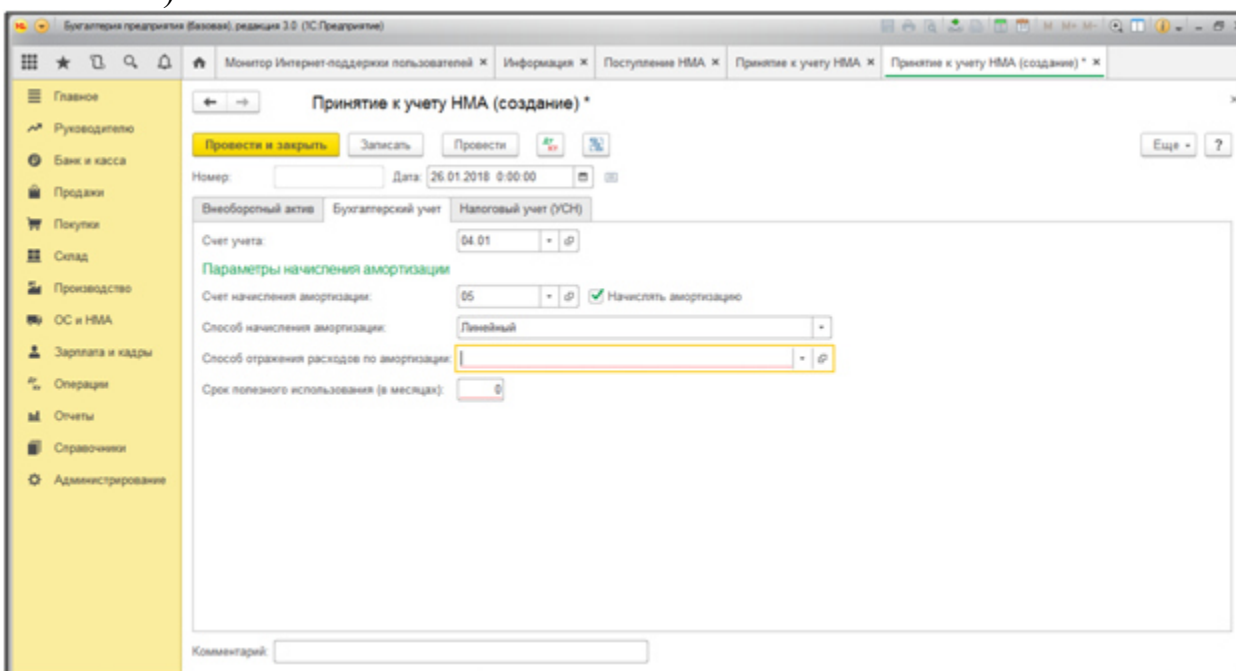 )
Бухгалтерия предприятия (базовая), редакция 3.0 (1С:Предприятие)
M M+ M-
Монитор Интернет-поддержки пользователей × Информация × Поступление НМА × Принятие к учету НМА × Принятие к учету НМА (создание) * ×
Главное
Руководителю
Банк и касса
Продажи
Покупки
Склад
Производство
ОС и НМА
Зарплата и кадры
Операции
Отчеты
Справочники
Администрирование
Принятие к учету НМА (создание) *
Провести и закрыть Записать Провести Еще ?
Номер: Дата: 26.01.2018 0:00:00
Внеоборотный актив Бухгалтерский учет Налоговый учет (УСН)
Счет учета: 04.01
Параметры начисления амортизации
Счет начисления амортизации: 05 Начислять амортизацию
Способ начисления амортизации: Линейный
Способ отражения расходов по амортизации:
Срок полезного использования (в месяцах): 0
Комментарий: